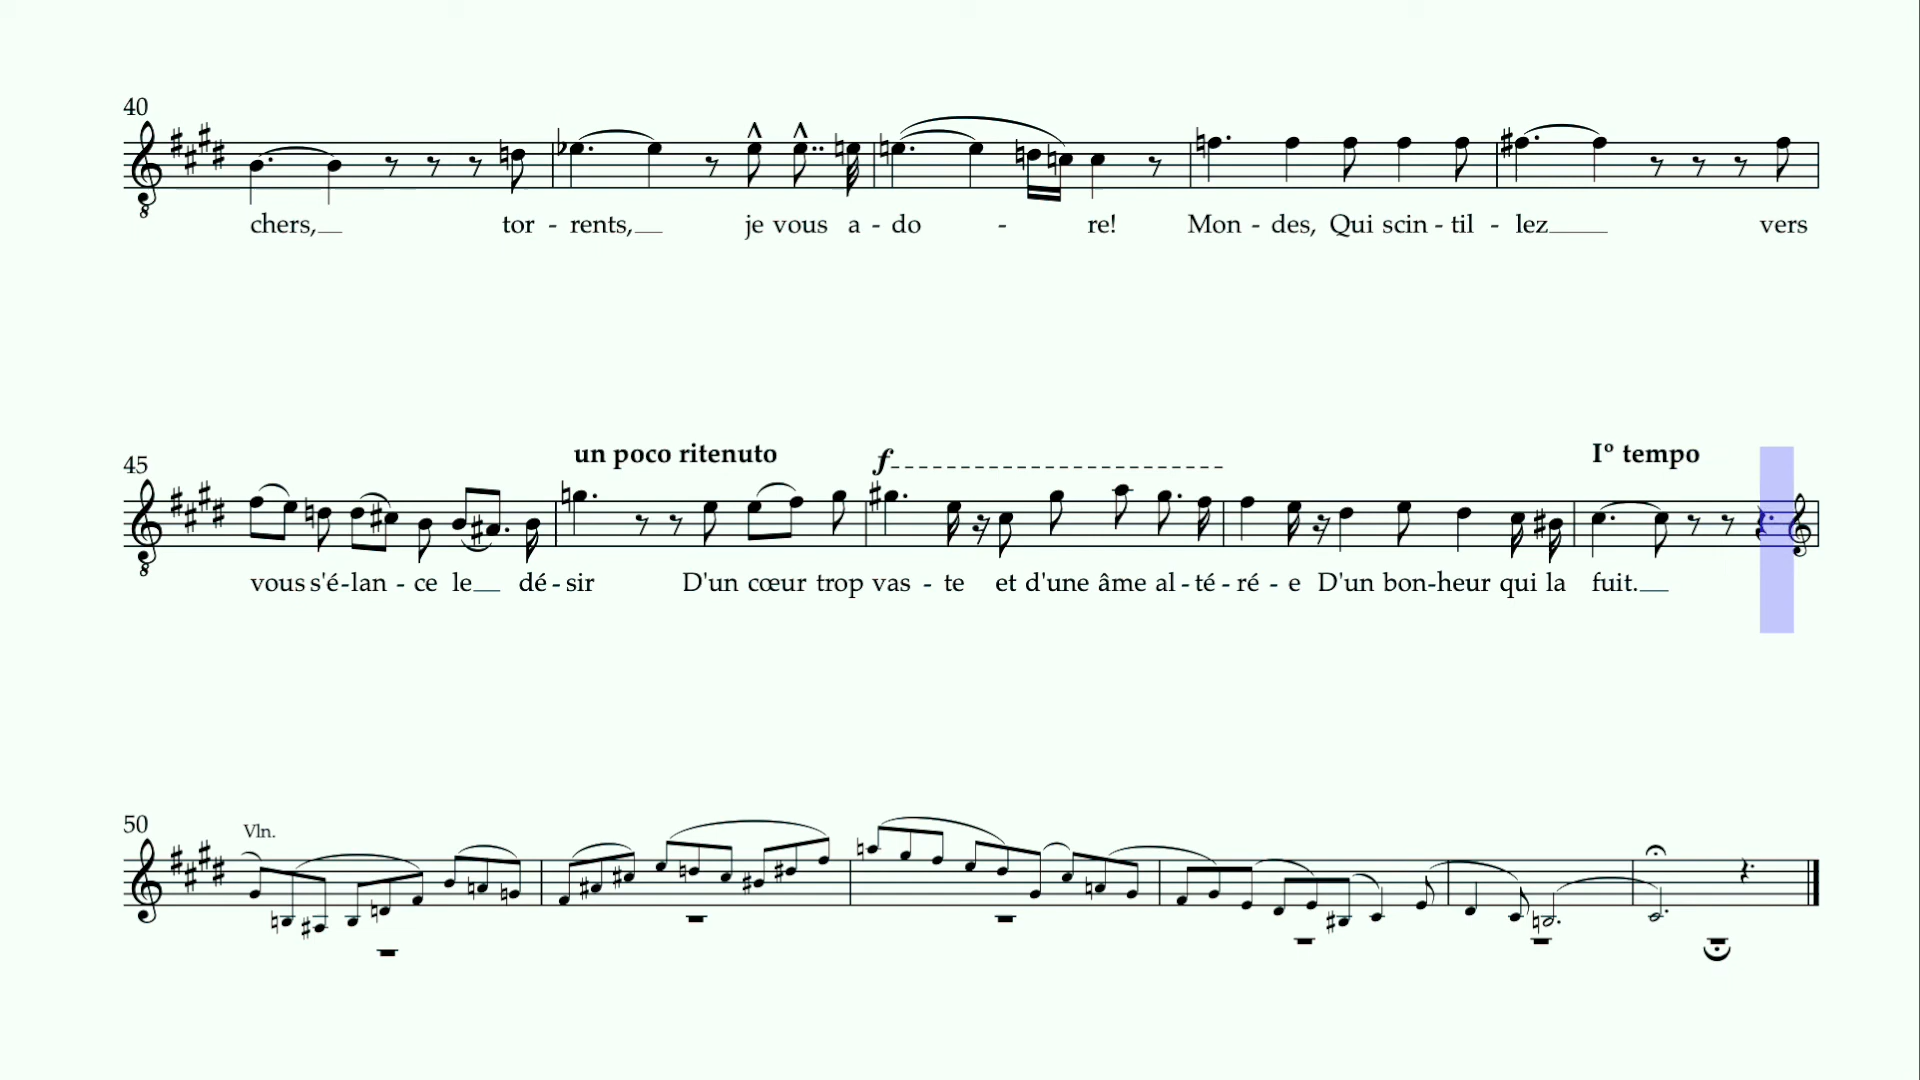 40
chers, tor - rents, je vous a - do - re! Mon - des, Qui scin - til - lez vers
un poco ritenuto f Iº tempo
45
vous s'é - lan - ce le dé - sir D'un cœur trop vas - te et d'une âme al - té - ré - e D'un bon - heur qui la fuit.
50
Vln.